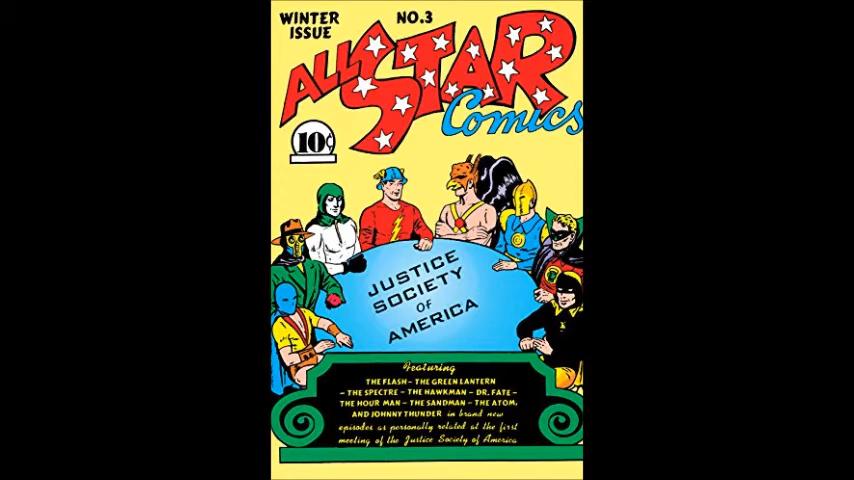 WINTER
ISSUE
NO.3
ALL STAR
Comics
10¢
JUSTICE
SOCIETY
OF
AMERICA
Featuring
THE FLASH - THE GREEN LANTERN
- THE SPECTRE - THE HAWKMAN - DR. FATE -
THE HOUR MAN - THE SANDMAN - THE ATOM,
AND JOHNNY THUNDER in brand new
episodes as personally related at the first
meeting of the Justice Society of America